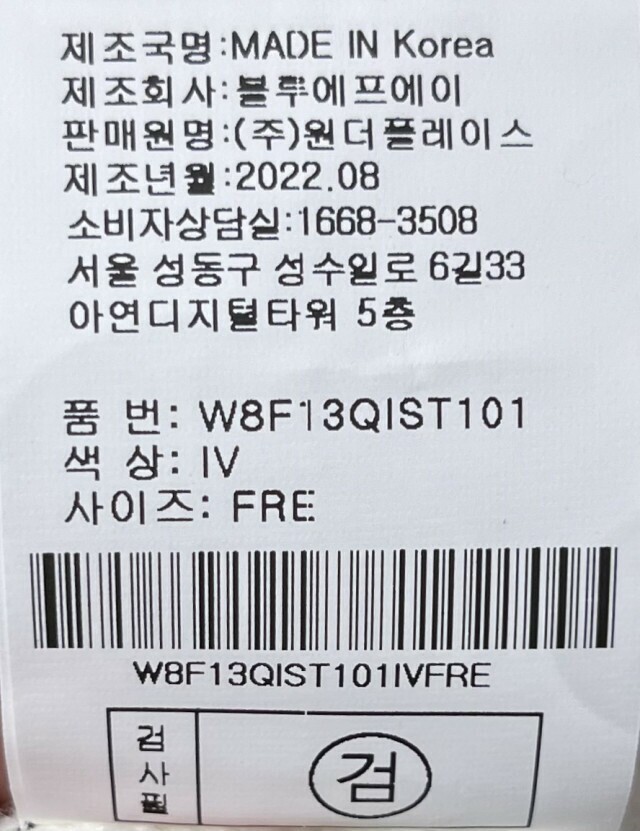 제조국명:MADE IN Korea
제조회사:블루에프에이
판매원명:(주)원더플레이스
제조년월:2022.08
소비자상담실:1668-3508
서울 성동구 성수일로 6길33
아연디지털타워 5층
품 번: W8F13QIST101
색 상: IV
사이즈: FRE
W8F13QIST101IVFRE
검사필
검